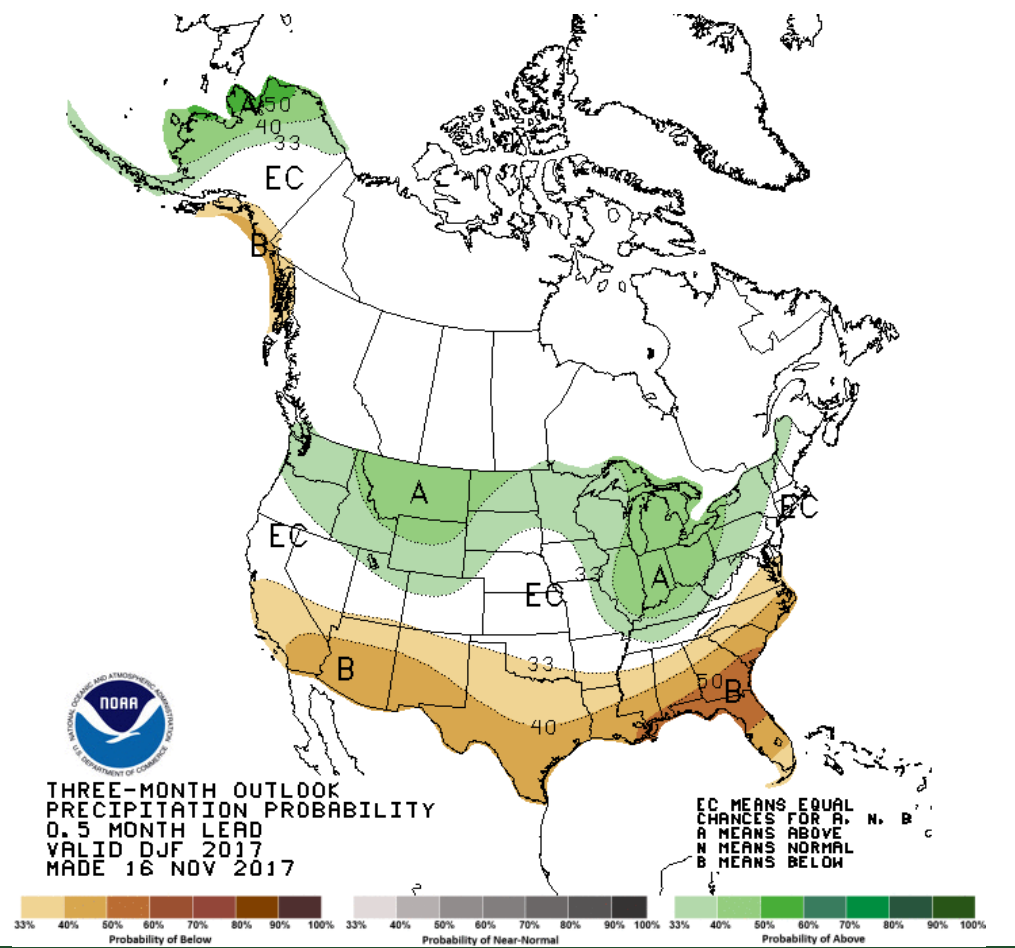 A 50
40
33
EC
B
A
EC
EC
33
A
EC
33
B
50
B
40
NATIONAL OCEANIC AND ATMOSPHERIC ADMINISTRATION
NOAA
U.S. DEPARTMENT OF COMMERCE
THREE-MONTH OUTLOOK
PRECIPITATION PROBABILITY
0.5 MONTH LEAD
VALID DJF 2017
MADE 16 NOV 2017
EC MEANS EQUAL
CHANCES FOR A, N, B
A MEANS ABOVE
N MEANS NORMAL
B MEANS BELOW
33% 40% 50% 60% 70% 80% 90% 100%
Probability of Below
33% 40% 50% 60% 70% 80% 90% 100%
Probability of Near-Normal
33% 40% 50% 60% 70% 80% 90% 100%
Probability of Above